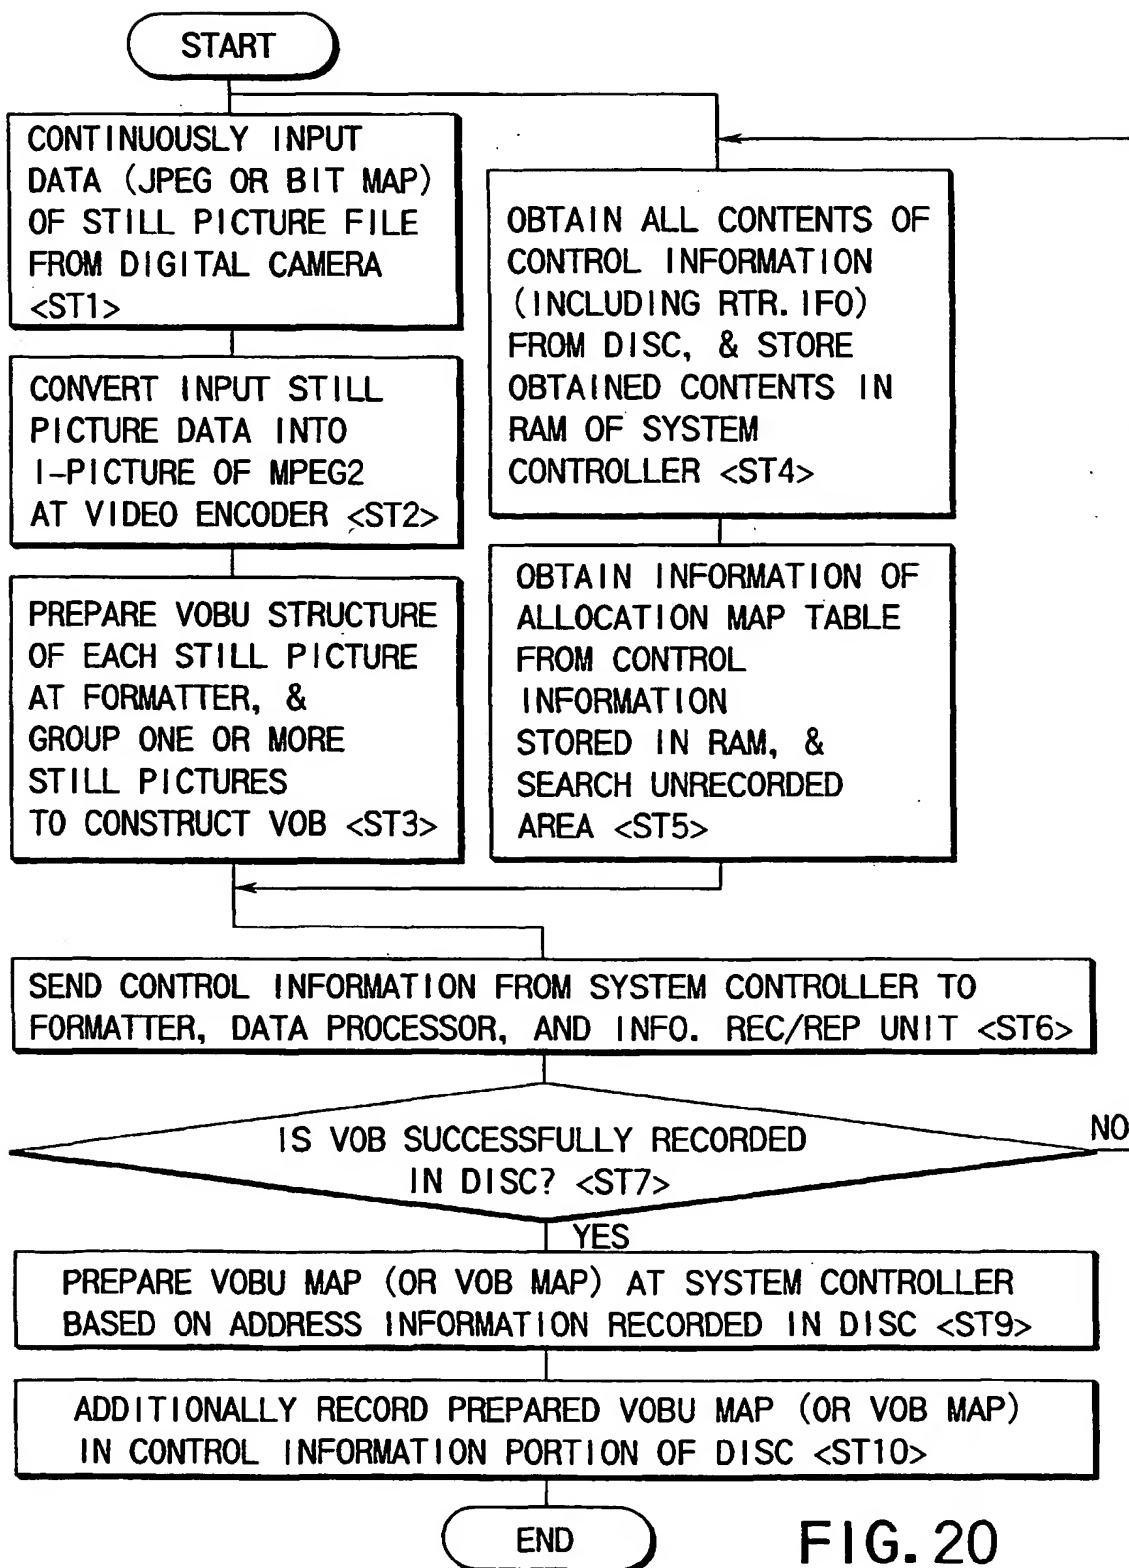 START
CONTINUOUSLY INPUT
DATA (JPEG OR BIT MAP)
OF STILL PICTURE FILE
FROM DIGITAL CAMERA
<ST1>
CONVERT INPUT STILL
PICTURE DATA INTO
I-PICTURE OF MPEG2
AT VIDEO ENCODER <ST2>
PREPARE VOBU STRUCTURE
OF EACH STILL PICTURE
AT FORMATTER, &
GROUP ONE OR MORE
STILL PICTURES
TO CONSTRUCT VOB <ST3>
OBTAIN ALL CONTENTS OF
CONTROL INFORMATION
(INCLUDING RTR. IFO)
FROM DISC, & STORE
OBTAINED CONTENTS IN
RAM OF SYSTEM
CONTROLLER <ST4>
OBTAIN INFORMATION OF
ALLOCATION MAP TABLE
FROM CONTROL
INFORMATION
STORED IN RAM, &
SEARCH UNRECORDED
AREA <ST5>
SEND CONTROL INFORMATION FROM SYSTEM CONTROLLER TO
FORMATTER, DATA PROCESSOR, AND INFO. REC/REP UNIT <ST6>
IS VOB SUCCESSFULLY RECORDED
IN DISC? <ST7>
NO
YES
PREPARE VOBU MAP (OR VOB MAP) AT SYSTEM CONTROLLER
BASED ON ADDRESS INFORMATION RECORDED IN DISC <ST9>
ADDITIONALLY RECORD PREPARED VOBU MAP (OR VOB MAP)
IN CONTROL INFORMATION PORTION OF DISC <ST10>
END
FIG. 20